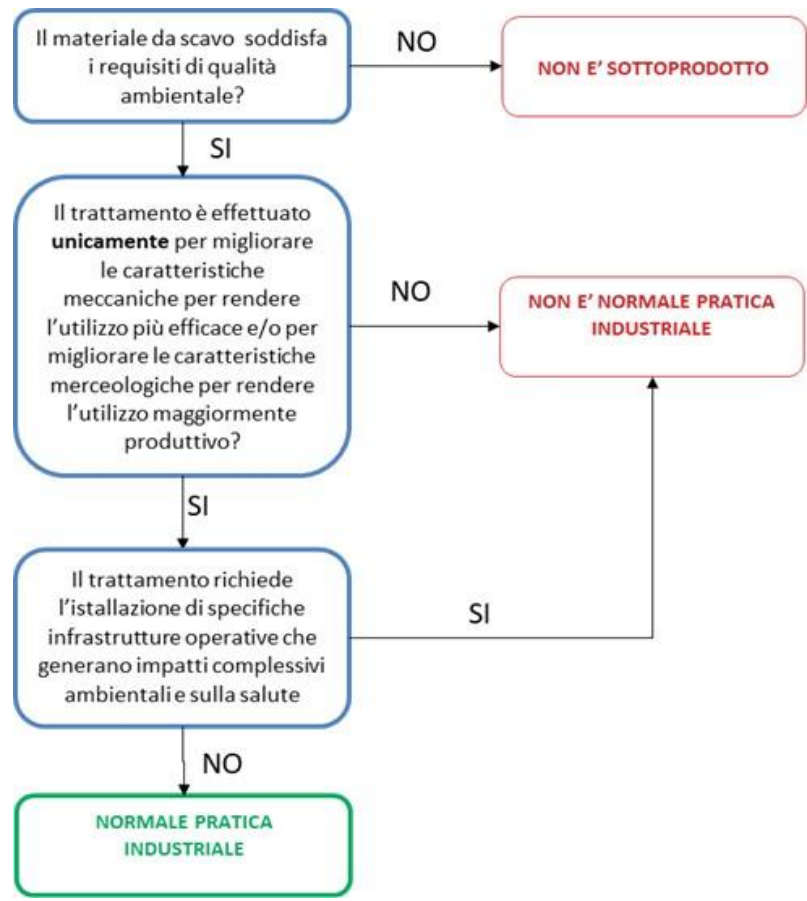 Il materiale da scavo soddisfa
i requisiti di qualità
ambientale?
NO
NON E' SOTTOPRODOTTO
SI
Il trattamento è effettuato
unicamente per migliorare
le caratteristiche
meccaniche per rendere
l'utilizzo più efficace e/o per
migliorare le caratteristiche
merceologiche per rendere
l'utilizzo maggiormente
produttivo?
NO
NON E' NORMALE PRATICA
INDUSTRIALE
SI
Il trattamento richiede
l'istallazione di specifiche
infrastrutture operative che
generano impatti complessivi
ambientali e sulla salute
SI
NO
NORMALE PRATICA
INDUSTRIALE